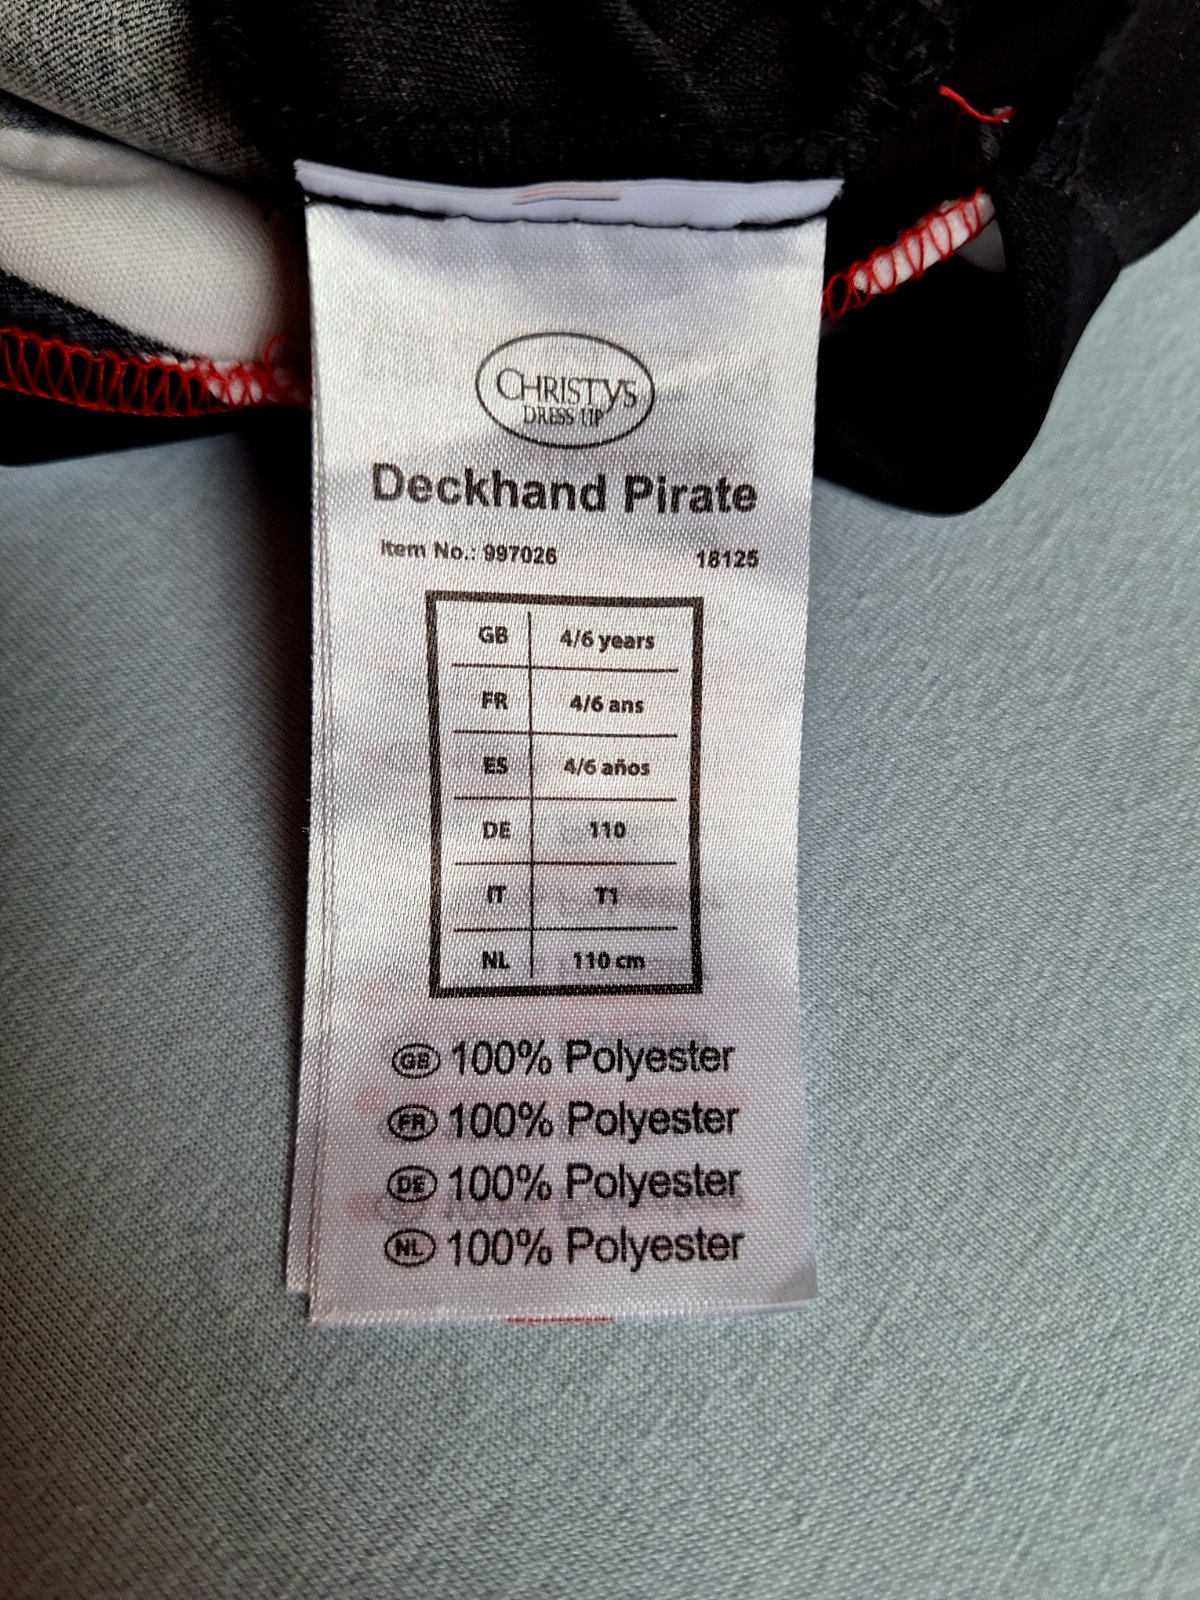 CHRISTYS
DRESS UP
Deckhand Pirate
Item No.: 997026 18125
GB 4/6 years
FR 4/6 ans
ES 4/6 años
DE 110
IT T1
NL 110 cm
GB 100% Polyester
FR 100% Polyester
DE 100% Polyester
NL 100% Polyester